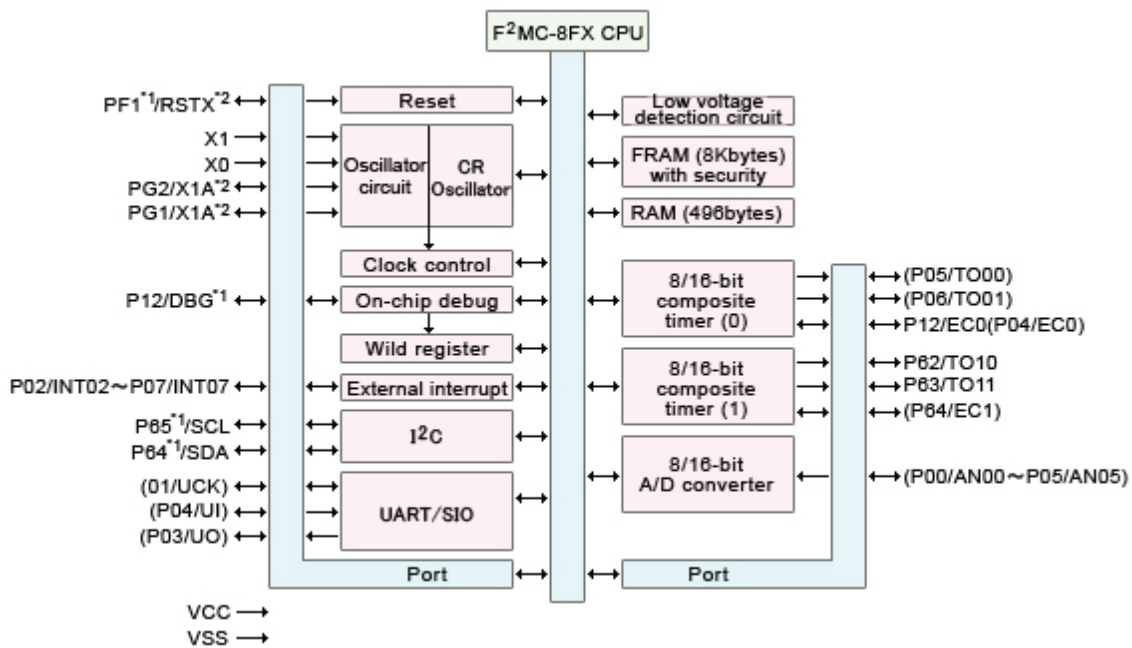 F²MC-8FX CPU
PF1*1/RSTX*2
X1
X0
PG2/X1A*2
PG1/X1A*2
P12/DBG*1
P02/INT02～P07/INT07
P65*1/SCL
P64*1/SDA
(01/UCK)
(P04/UI)
(P03/UO)
VCC
VSS
Reset
Oscillator
circuit
CR
Oscillator
Clock control
On-chip debug
Wild register
External interrupt
I²C
UART/SIO
Port
Low voltage
detection circuit
FRAM (8Kbytes)
with security
RAM (496bytes)
8/16-bit
composite
timer (0)
8/16-bit
composite
timer (1)
8/16-bit
A/D converter
Port
(P05/TO00)
(P06/TO01)
P12/EC0(P04/EC0)
P62/TO10
P63/TO11
(P64/EC1)
(P00/AN00～P05/AN05)